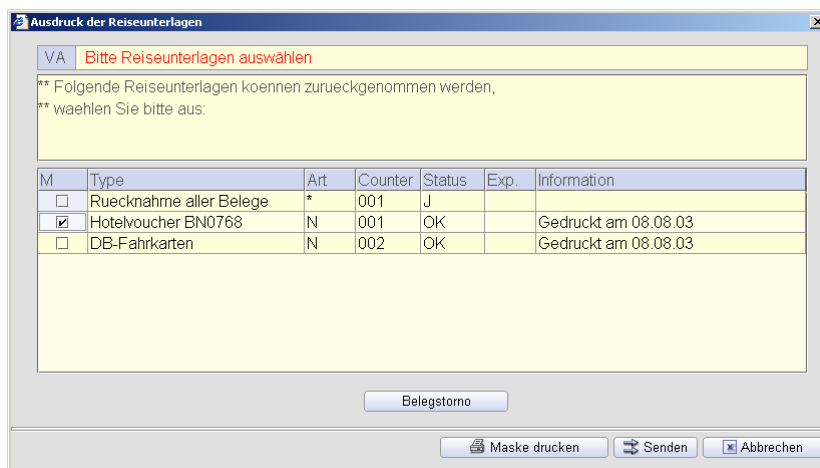 Ausdruck der Reiseunterlagen
VA Bitte Reiseunterlagen auswählen
** Folgende Reiseunterlagen koennen zurueckgenommen werden,
** waehlen Sie bitte aus:
M Type Art Counter Status Exp. Information
Ruecknahme aller Belege * 001 J
Hotelvoucher BN0768 N 001 OK Gedruckt am 08.08.03
DB-Fahrkarten N 002 OK Gedruckt am 08.08.03
Belegstorno
Maske drucken Senden Abbrechen